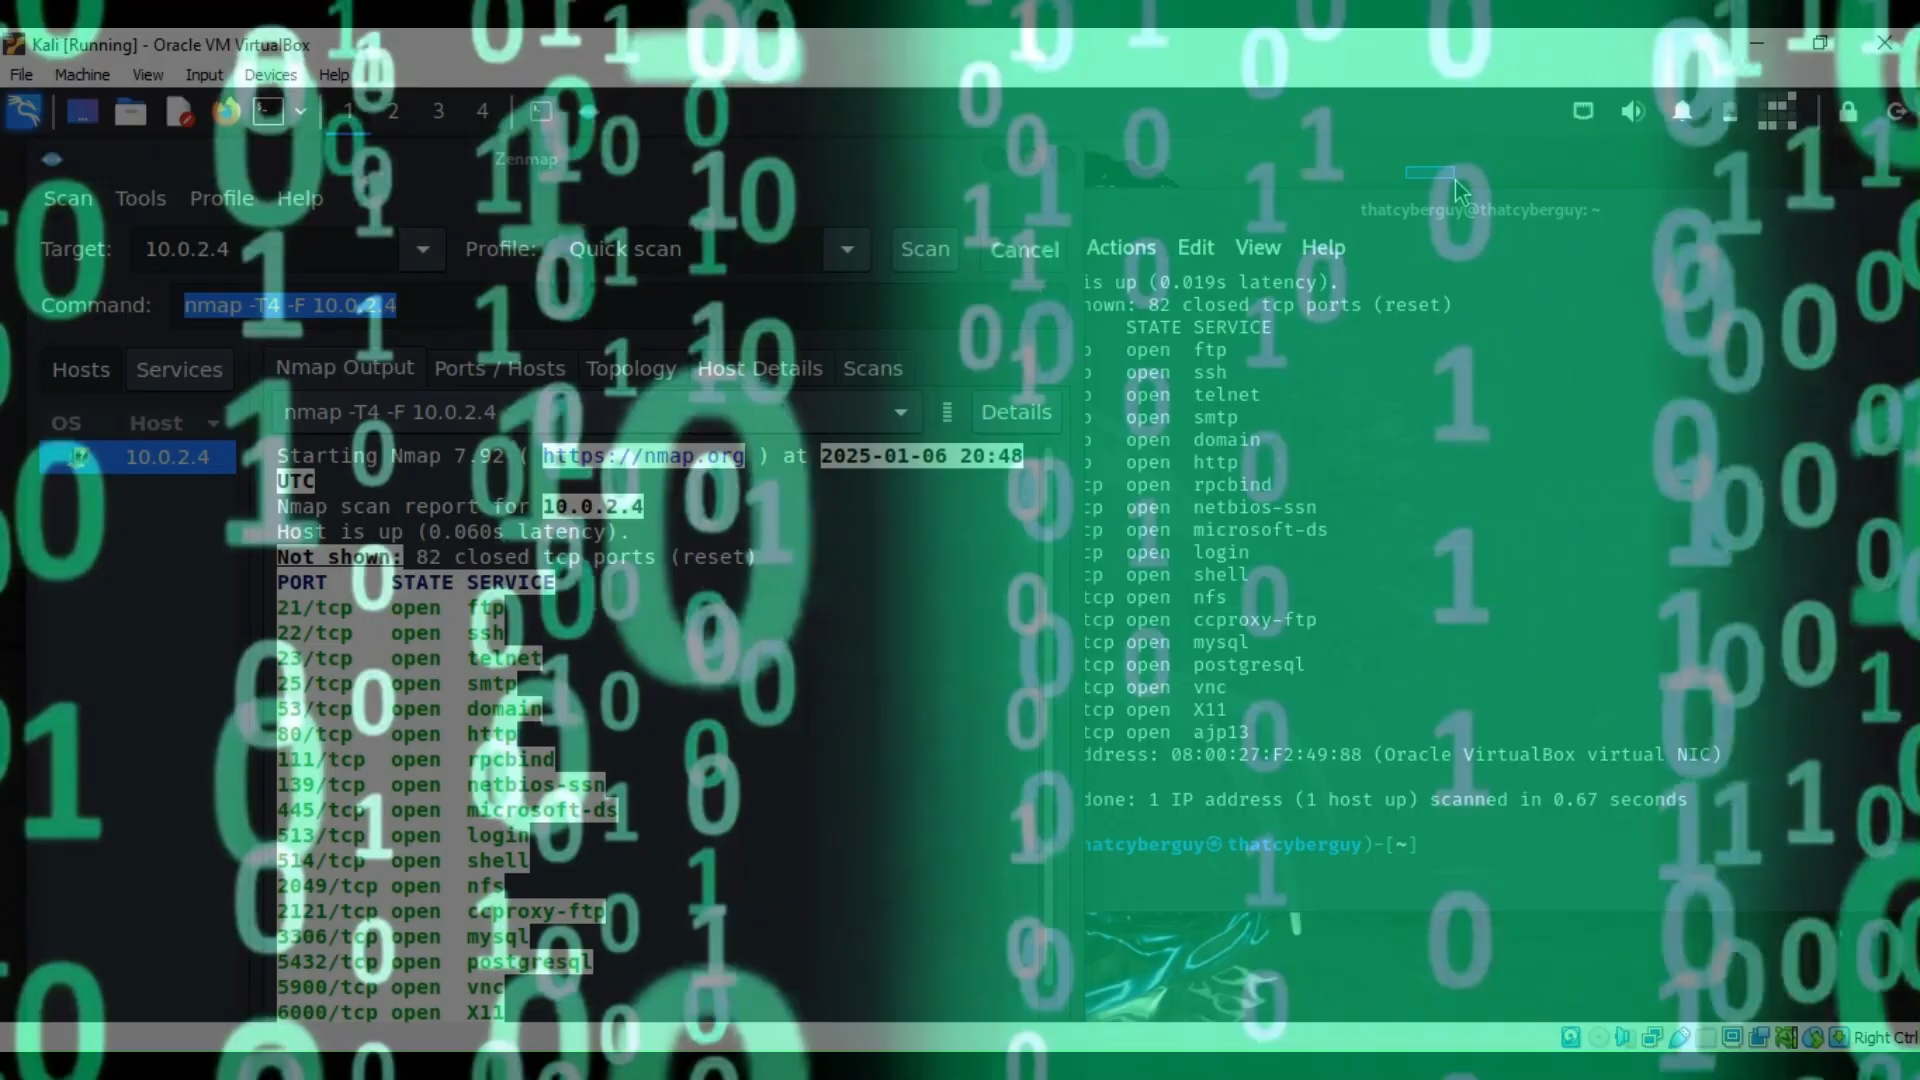 Kali [Running] - Oracle VM VirtualBox
File Machine View Input Devices Help
1 2 3 4
Zenmap
Scan Tools Profile Help
Target: 10.0.2.4 Profile: Quick scan Scan Cancel
Command: nmap -T4 -F 10.0.2.4
Hosts Services
Nmap Output Ports / Hosts Topology Host Details Scans
OS Host
10.0.2.4
nmap -T4 -F 10.0.2.4 Details
Starting Nmap 7.92 ( https://nmap.org ) at 2025-01-06 20:48
UTC
Nmap scan report for 10.0.2.4
Host is up (0.060s latency).
Not shown: 82 closed tcp ports (reset)
PORT STATE SERVICE
21/tcp open ftp
22/tcp open ssh
23/tcp open telnet
25/tcp open smtp
53/tcp open domain
80/tcp open http
111/tcp open rpcbind
139/tcp open netbios-ssn
445/tcp open microsoft-ds
513/tcp open login
514/tcp open shell
2049/tcp open nfs
2121/tcp open ccproxy-ftp
3306/tcp open mysql
5432/tcp open postgresql
5900/tcp open vnc
6000/tcp open X11
thatcyberguy@thatcyberguy: ~
Actions Edit View Help
is up (0.019s latency).
hown: 82 closed tcp ports (reset)
STATE SERVICE
p open ftp
open ssh
open telnet
open smtp
open domain
open http
cp open rpcbind
cp open netbios-ssn
cp open microsoft-ds
cp open login
cp open shell
tcp open nfs
tcp open ccproxy-ftp
tcp open mysql
tcp open postgresql
tcp open vnc
tcp open X11
tcp open ajp13
ddress: 08:00:27:F2:49:88 (Oracle VirtualBox virtual NIC)
done: 1 IP address (1 host up) scanned in 0.67 seconds
hatcyberguy㉿thatcyberguy)-[~]
Right Ctrl